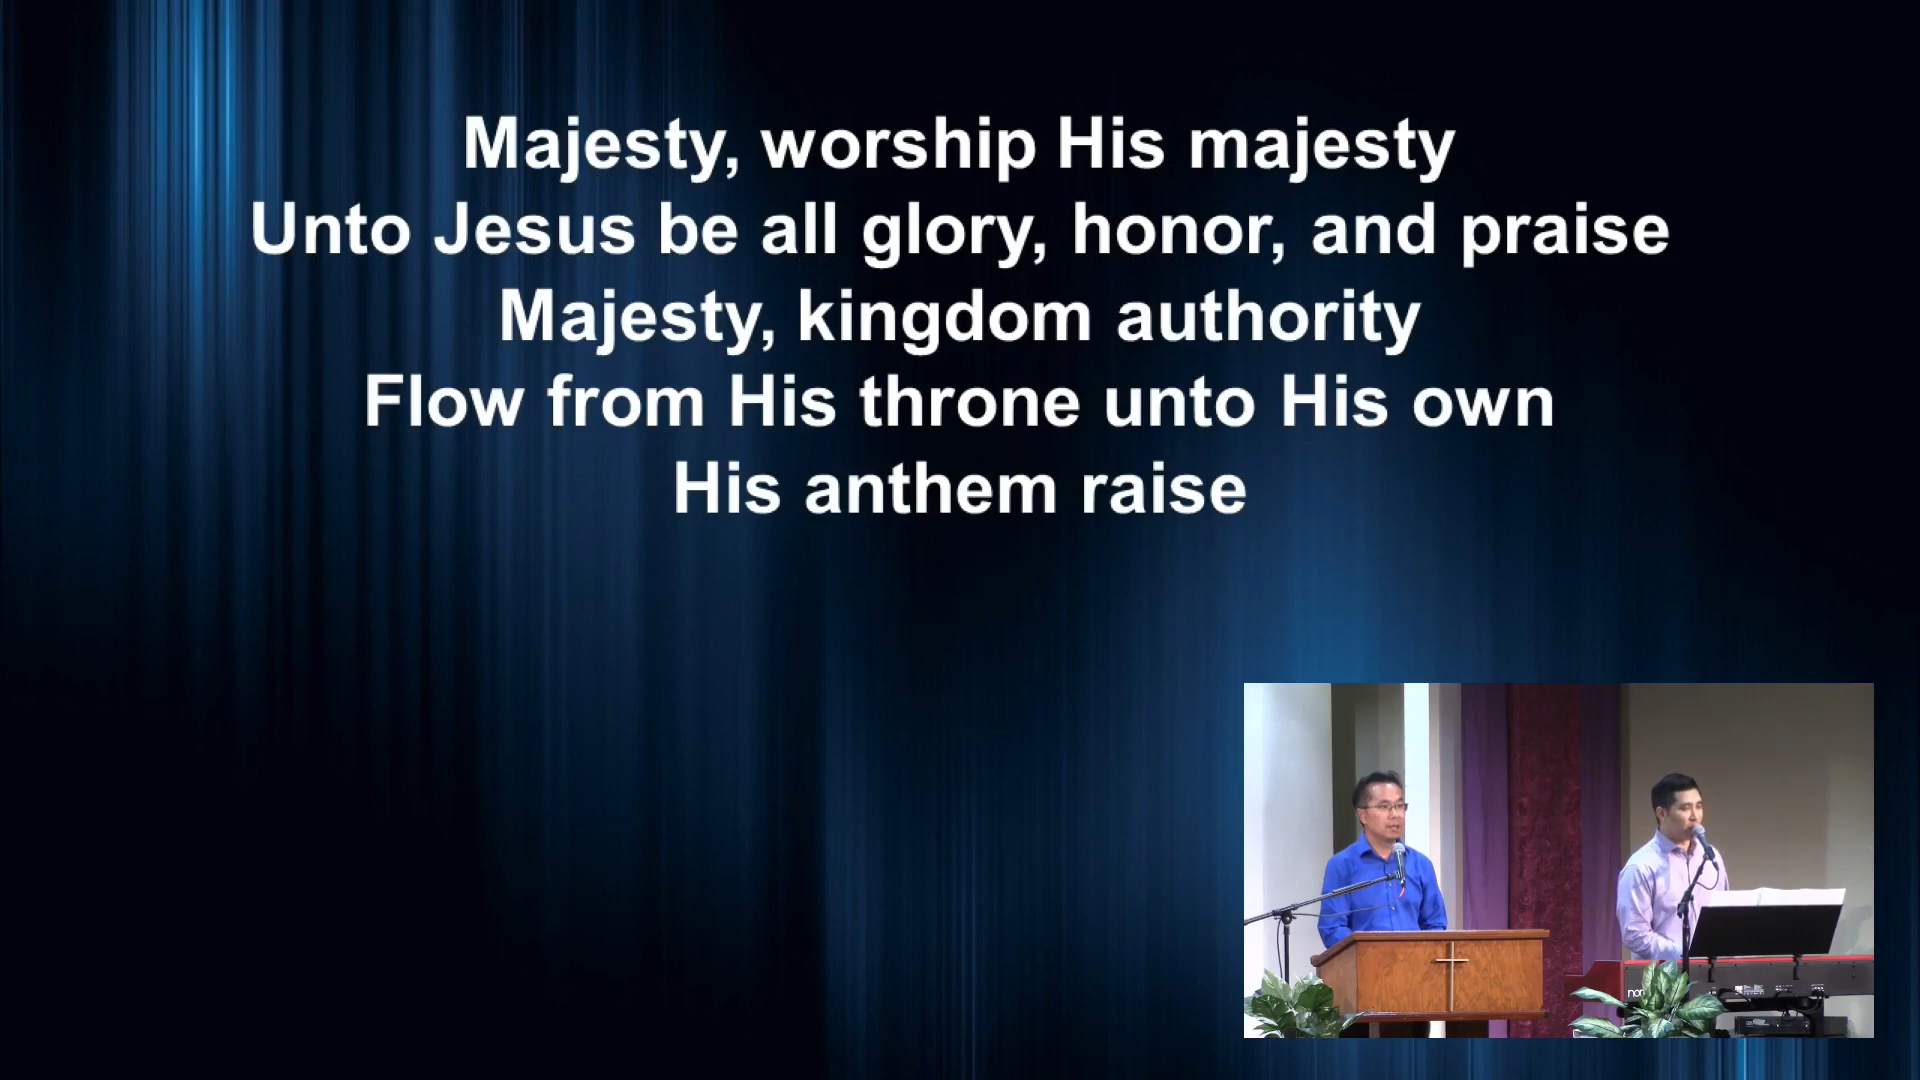 Majesty, worship His majesty
Unto Jesus be all glory, honor, and praise
Majesty, kingdom authority
Flow from His throne unto His own
His anthem raise